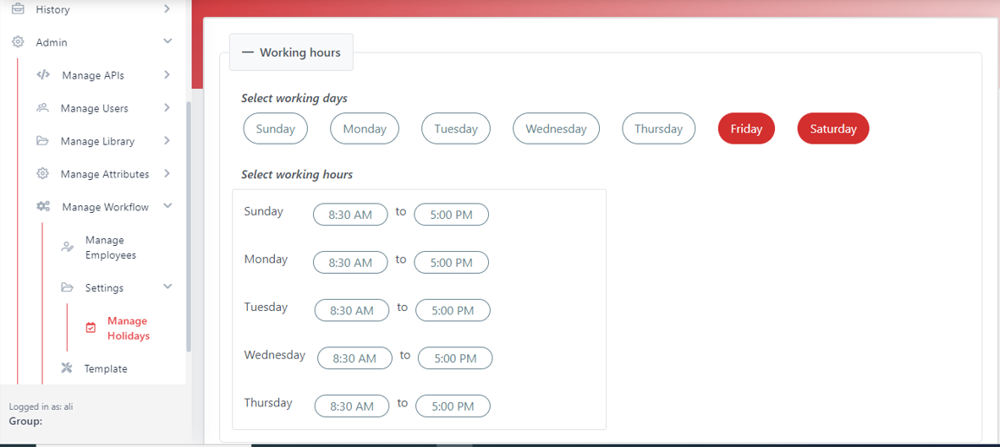 History
Admin
Manage APIs
Manage Users
Manage Library
Manage Attributes
Manage Workflow
Manage
Employees
Settings
Manage
Holidays
Template
Logged in as: ali
Group:
Working hours
Select working days
Sunday Monday Tuesday Wednesday Thursday Friday Saturday
Select working hours
Sunday 8:30 AM to 5:00 PM
Monday 8:30 AM to 5:00 PM
Tuesday 8:30 AM to 5:00 PM
Wednesday 8:30 AM to 5:00 PM
Thursday 8:30 AM to 5:00 PM